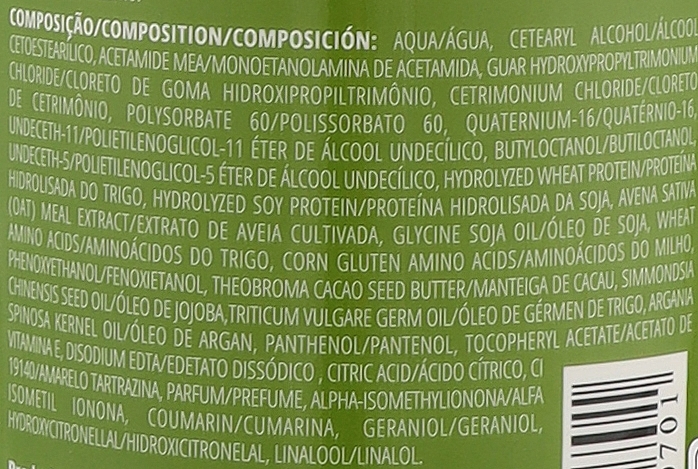 COMPOSIÇÃO/COMPOSITION/COMPOSICIÓN: AQUA/ÁGUA, CETEARYL ALCOHOL/ÁLCOOL
CETOESTEARÍLICO, ACETAMIDE MEA/MONOETANOLAMINA DE ACETAMIDA, GUAR HYDROXYPROPYLTRIMONIUM
CHLORIDE/CLORETO DE GOMA HIDROXIPROPILTRIMÔNIO, CETRIMONIUM CHLORIDE/CLORETO
DE CETRIMÔNIO, POLYSORBATE 60/POLISSORBATO 60, QUATERNIUM-16/QUATÉRNIO-16,
UNDECETH-11/POLIETILENOGLICOL-11 ÉTER DE ÁLCOOL UNDECÍLICO, BUTYLOCTANOL/BUTILOCTANOL,
UNDECETH-5/POLIETILENOGLICOL-5 ÉTER DE ÁLCOOL UNDECÍLICO, HYDROLYZED WHEAT PROTEIN/PROTEÍNA
HIDROLISADA DO TRIGO, HYDROLYZED SOY PROTEIN/PROTEÍNA HIDROLISADA DA SOJA, AVENA SATIVA
(OAT) MEAL EXTRACT/EXTRATO DE AVEIA CULTIVADA, GLYCINE SOJA OIL/ÓLEO DE SOJA, WHEAT
AMINO ACIDS/AMINOÁCIDOS DO TRIGO, CORN GLUTEN AMINO ACIDS/AMINOÁCIDOS DO MILHO,
PHENOXYETHANOL/FENOXIETANOL, THEOBROMA CACAO SEED BUTTER/MANTEIGA DE CACAU, SIMMONDSIA
CHINENSIS SEED OIL/ÓLEO DE JOJOBA, TRITICUM VULGARE GERM OIL/ÓLEO DE GÉRMEN DE TRIGO, ARGANIA
SPINOSA KERNEL OIL/ÓLEO DE ARGAN, PANTHENOL/PANTENOL, TOCOPHERYL ACETATE/ACETATO DE
VITAMINA E, DISODIUM EDTA/EDETATO DISSÓDICO , CITRIC ACID/ÁCIDO CÍTRICO, CI
19140/AMARELO TARTRAZINA, PARFUM/PREFUME, ALPHA-ISOMETHYLIONONA/ALFA
ISOMETIL IONONA, COUMARIN/CUMARINA, GERANIOL/GERANIOL,
HYDROXYCITRONELLAL/HIDROXICITRONELAL, LINALOOL/LINALOL.
0701